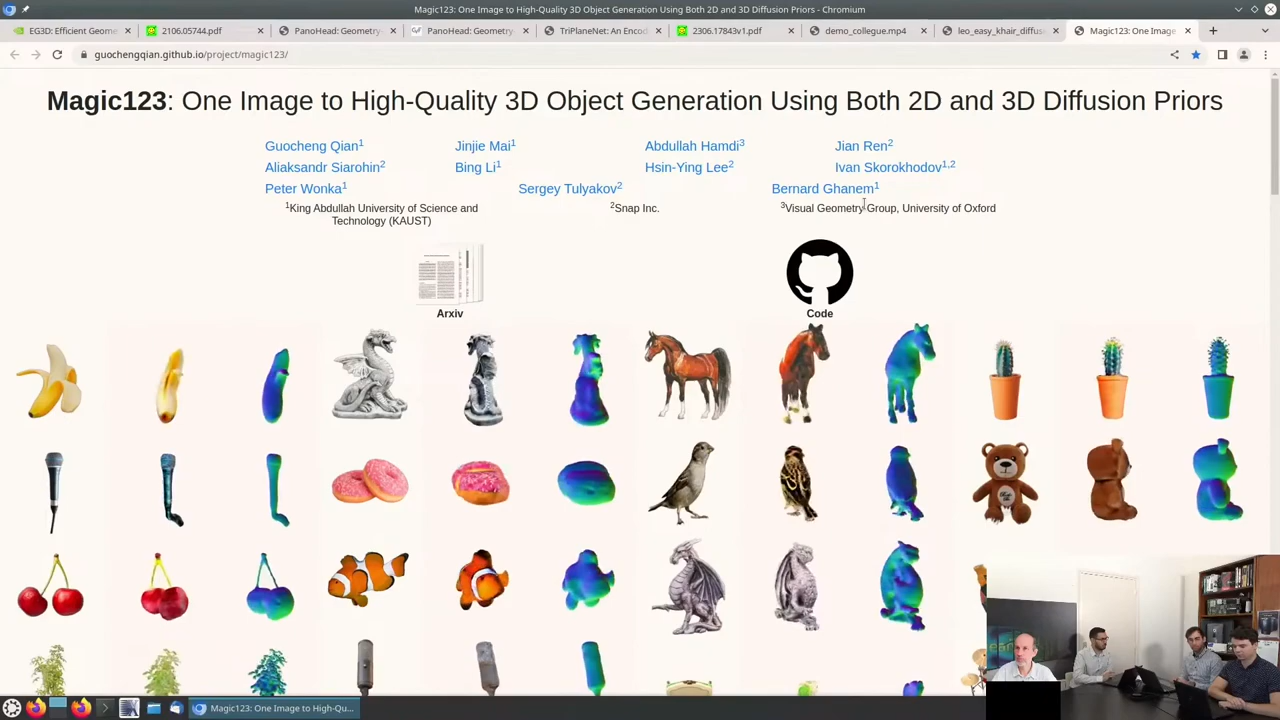 Magic123: One Image to High-Quality 3D Object Generation Using Both 2D and 3D Diffusion Priors - Chromium
EG3D: Efficient Geome
2106.05744.pdf
PanoHead: Geometry-
PanoHead: Geometry-
TriPlaneNet: An Encod
2306.17843v1.pdf
demo_collegue.mp4
leo_easy_khair_diffus
Magic123: One Image
guochengqian.github.io/project/magic123/
Magic123: One Image to High-Quality 3D Object Generation Using Both 2D and 3D Diffusion Priors
Guocheng Qian1 Jinjie Mai1 Abdullah Hamdi3 Jian Ren2
Aliaksandr Siarohin2 Bing Li1 Hsin-Ying Lee2 Ivan Skorokhodov1,2
Peter Wonka1 Sergey Tulyakov2 Bernard Ghanem1
1King Abdullah University of Science and
Technology (KAUST)
2Snap Inc.
3Visual Geometry Group, University of Oxford
Arxiv
Code
Magic123: One Image to High-Qu...